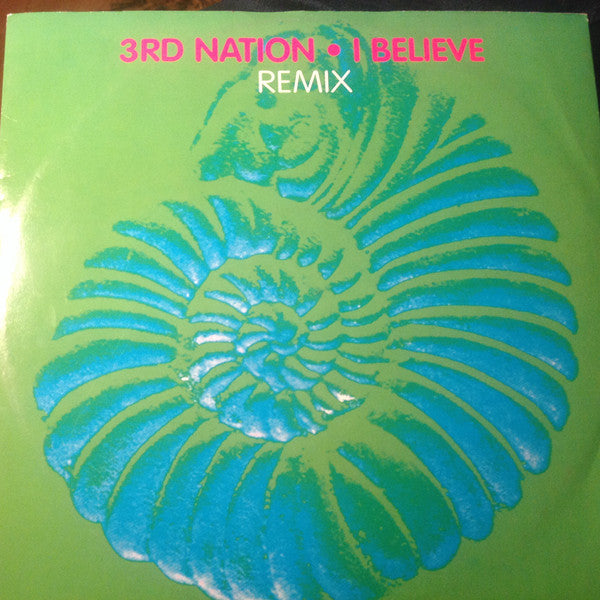 3RD NATION • I BELIEVE
REMIX